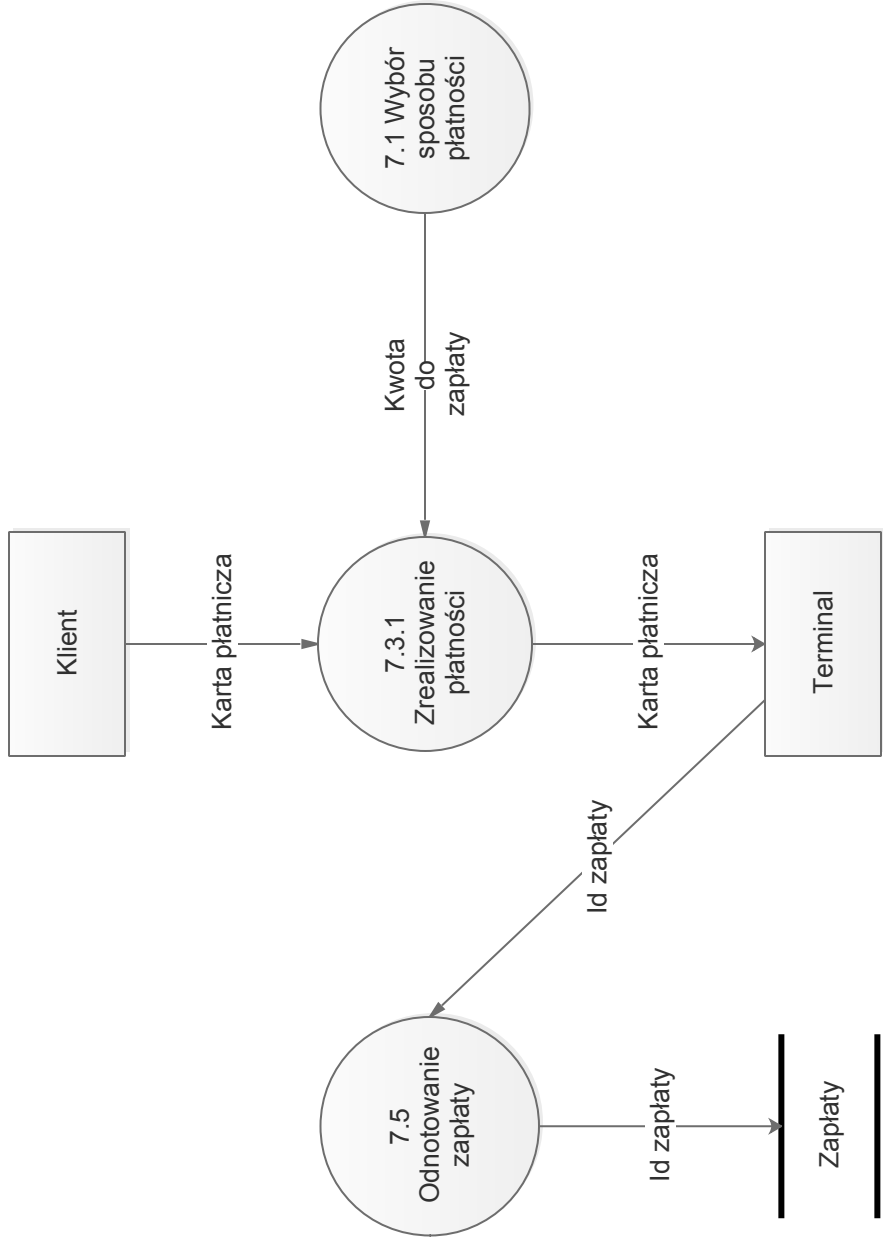 Klient
Karta płatnicza
7.5
Odnotowanie
zapłaty
7.3.1
Zrealizowanie
płatności
Kwota
do
zapłaty
7.1 Wybór
sposobu
płatności
Id zapłaty
Id zapłaty
Karta płatnicza
Zapłaty
Terminal